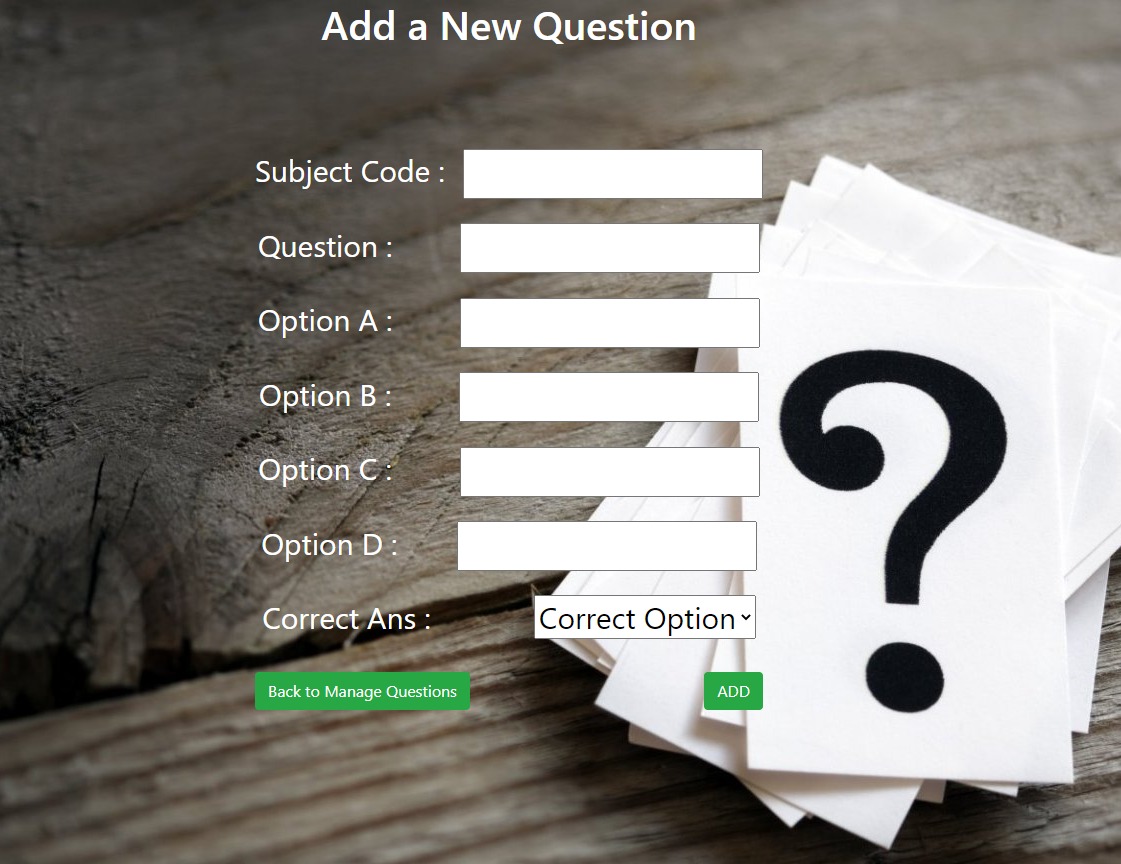 Add a New Question
Subject Code :
Question :
Option A :
Option B :
Option C :
Option D :
Correct Ans : Correct Option
Back to Manage Questions ADD
?